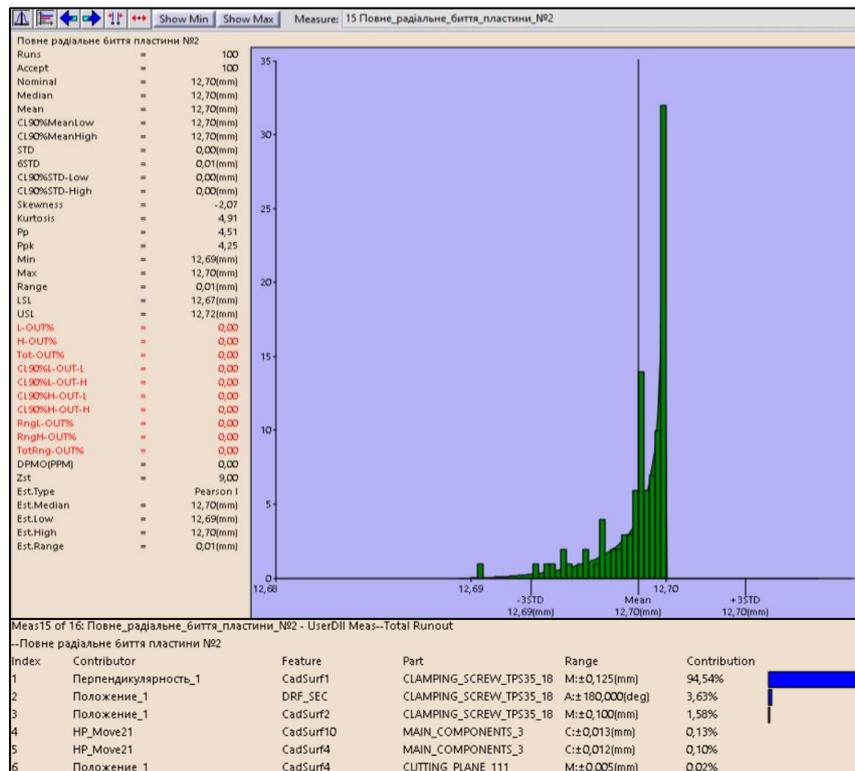 Show Min Show Max Measure: 15 Повне_радіальне_биття_пластини_№2
Повне радіальне биття пластини №2
Runs = 100
Accept = 100
Nominal = 12,70(mm)
Median = 12,70(mm)
Mean = 12,70(mm)
CL90%MeanLow = 12,70(mm)
CL90%MeanHigh = 12,70(mm)
STD = 0,00(mm)
6STD = 0,01(mm)
CL90%STD-Low = 0,00(mm)
CL90%STD-High = 0,00(mm)
Skewness = -2,07
Kurtosis = 4,91
Pp = 4,51
Ppk = 4,25
Min = 12,69(mm)
Max = 12,70(mm)
Range = 0,01(mm)
LSL = 12,67(mm)
USL = 12,72(mm)
L-OUT% = 0,00
H-OUT% = 0,00
Tot-OUT% = 0,00
CL90%L-OUT-L = 0,00
CL90%L-OUT-H = 0,00
CL90%H-OUT-L = 0,00
CL90%H-OUT-H = 0,00
RngL-OUT% = 0,00
RngH-OUT% = 0,00
TotRng-OUT% = 0,00
DPMO(PPM) = 0,00
Zst = 9,00
Est.Type = Pearson I
Est.Median = 12,70(mm)
Est.Low = 12,69(mm)
Est.High = 12,70(mm)
Est.Range = 0,01(mm)
35
30
25
20
15
10
5
0
12,68 12,69 12,70
-3STD Mean +3STD
12,69(mm) 12,70(mm) 12,70(mm)
Meas15 of 16: Повне_радіальне_биття_пластини_№2 - UserDll Meas--Total Runout
--Повне радіальне биття пластини №2
Index Contributor Feature Part Range Contribution
1 Перпендикулярность_1 CadSurf1 CLAMPING_SCREW_TPS35_18 M:±0,125(mm) 94,54%
2 Положение_1 DRF_SEC CLAMPING_SCREW_TPS35_18 A:±180,000(deg) 3,63%
3 Положение_1 CadSurf2 CLAMPING_SCREW_TPS35_18 M:±0,100(mm) 1,58%
4 HP_Move21 CadSurf10 MAIN_COMPONENTS_3 C:±0,013(mm) 0,13%
5 HP_Move21 CadSurf4 MAIN_COMPONENTS_3 C:±0,012(mm) 0,10%
6 Положение_1 CadSurf4 CUTTING_PLANE_111 M:±0,005(mm) 0,02%